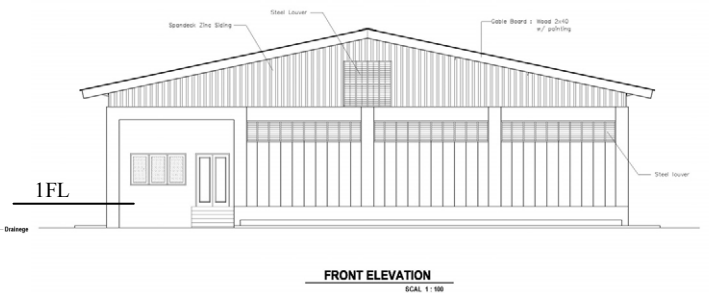 Steel Louver
Spandeck Zinc Siding
Gable Board : Wood 2x40
w/ painting
Steel louver
1FL
Drainege
FRONT ELEVATION
SCAL 1 : 100